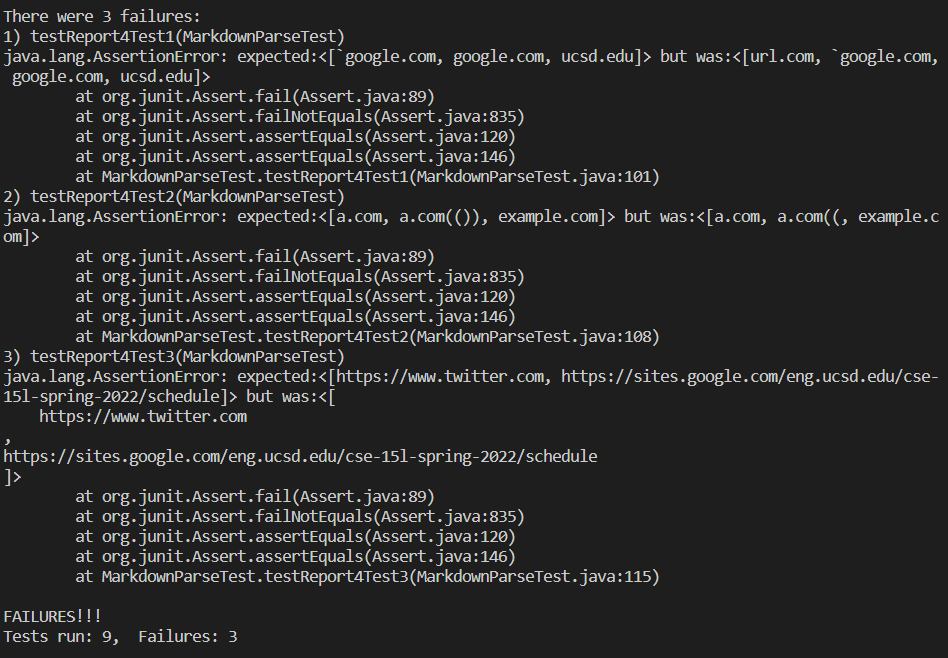 There were 3 failures:
1) testReport4Test1(MarkdownParseTest)
java.lang.AssertionError: expected:<[`google.com, google.com, ucsd.edu]> but was:<[url.com, `google.com,
 google.com, ucsd.edu]>
        at org.junit.Assert.fail(Assert.java:89)
        at org.junit.Assert.failNotEquals(Assert.java:835)
        at org.junit.Assert.assertEquals(Assert.java:120)
        at org.junit.Assert.assertEquals(Assert.java:146)
        at MarkdownParseTest.testReport4Test1(MarkdownParseTest.java:101)
2) testReport4Test2(MarkdownParseTest)
java.lang.AssertionError: expected:<[a.com, a.com(()), example.com]> but was:<[a.com, a.com((, example.c
om]>
        at org.junit.Assert.fail(Assert.java:89)
        at org.junit.Assert.failNotEquals(Assert.java:835)
        at org.junit.Assert.assertEquals(Assert.java:120)
        at org.junit.Assert.assertEquals(Assert.java:146)
        at MarkdownParseTest.testReport4Test2(MarkdownParseTest.java:108)
3) testReport4Test3(MarkdownParseTest)
java.lang.AssertionError: expected:<[https://www.twitter.com, https://sites.google.com/eng.ucsd.edu/cse-
15l-spring-2022/schedule]> but was:<[
    https://www.twitter.com
,
https://sites.google.com/eng.ucsd.edu/cse-15l-spring-2022/schedule
]>
        at org.junit.Assert.fail(Assert.java:89)
        at org.junit.Assert.failNotEquals(Assert.java:835)
        at org.junit.Assert.assertEquals(Assert.java:120)
        at org.junit.Assert.assertEquals(Assert.java:146)
        at MarkdownParseTest.testReport4Test3(MarkdownParseTest.java:115)

FAILURES!!!
Tests run: 9,  Failures: 3